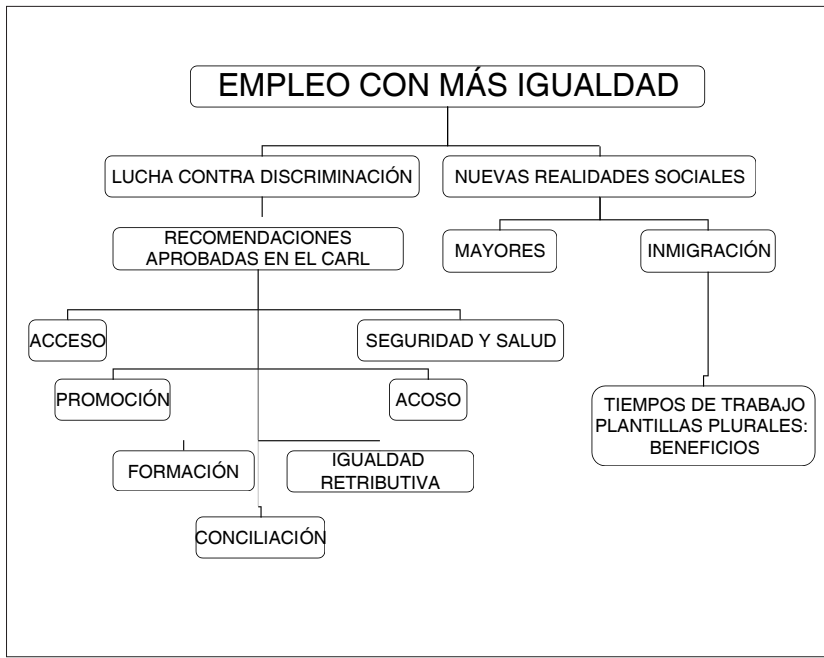 EMPLEO CON MÁS IGUALDAD
LUCHA CONTRA DISCRIMINACIÓN
NUEVAS REALIDADES SOCIALES
RECOMENDACIONES
APROBADAS EN EL CARL
MAYORES
INMIGRACIÓN
ACCESO
SEGURIDAD Y SALUD
PROMOCIÓN
ACOSO
TIEMPOS DE TRABAJO
PLANTILLAS PLURALES:
BENEFICIOS
FORMACIÓN
IGUALDAD
RETRIBUTIVA
CONCILIACIÓN